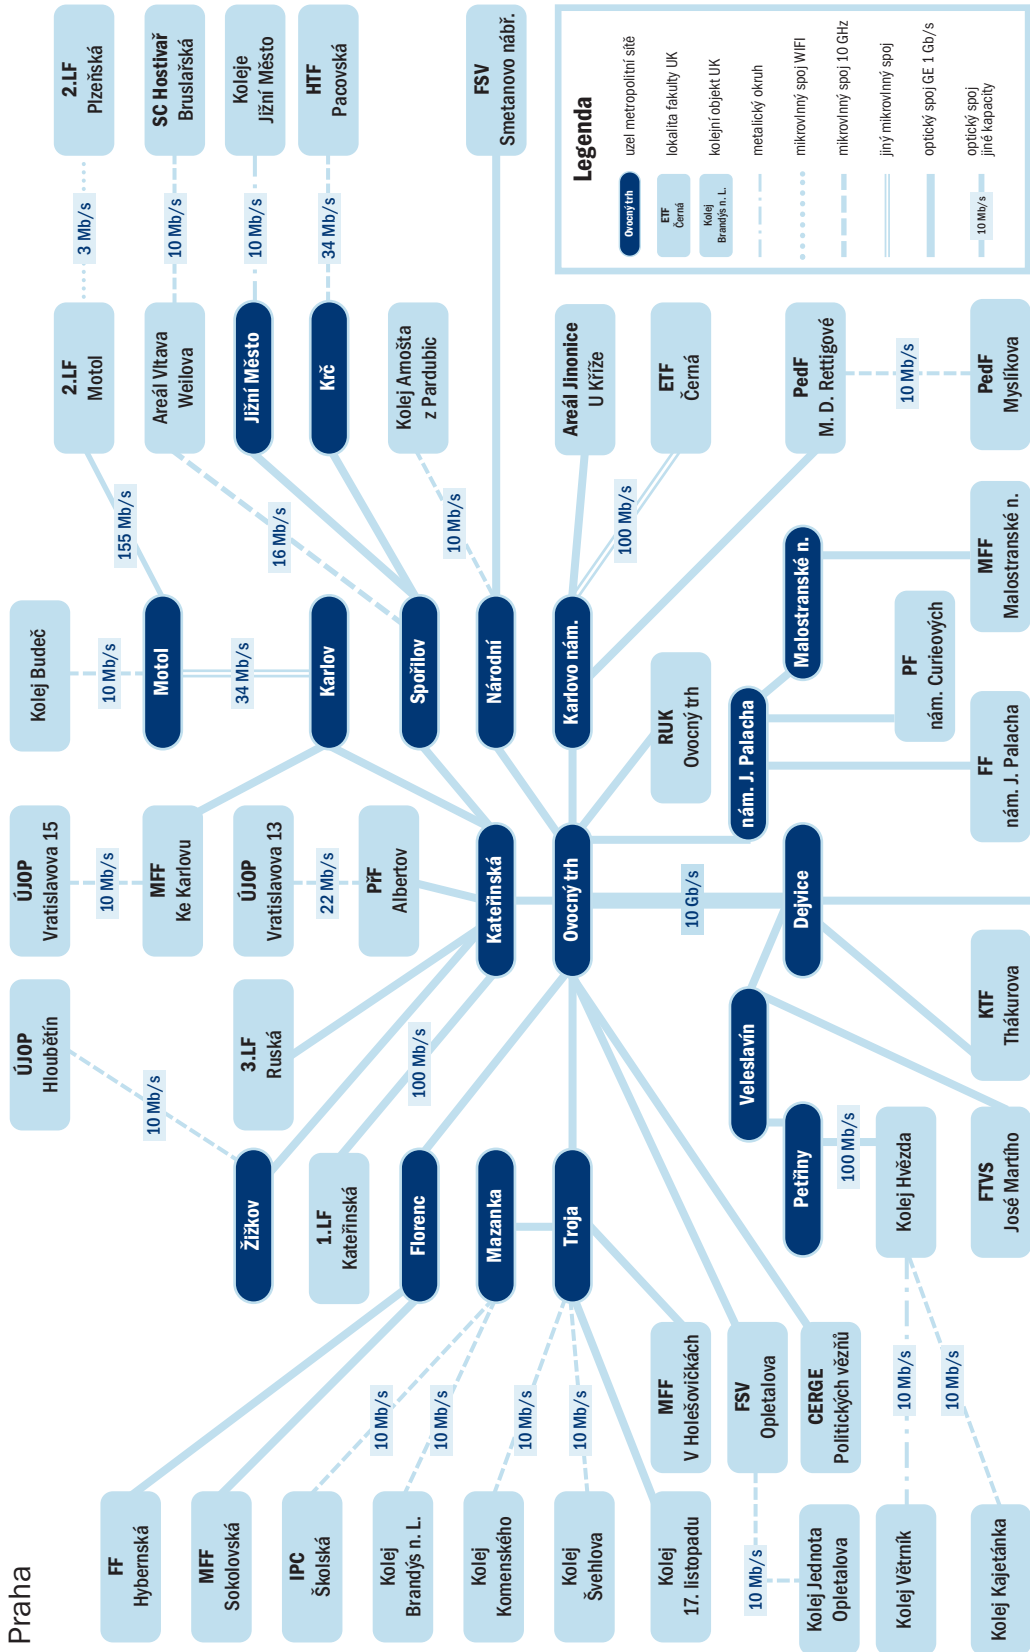 Praha
ÚJOP
Hloubětín
ÚJOP
Vratislavova 15
Kolej Budeč
2.LF
Motol
2.LF
Plzeňská
3 Mb/s
FF
Hybernská
10 Mb/s
10 Mb/s
MFF
Ke Karlovu
10 Mb/s
Motol
155 Mb/s
Areál Vltava
Weilova
SC Hostivař
Bruslařská
10 Mb/s
MFF
Sokolovská
Žižkov
3.LF
Ruská
ÚJOP
Vratislavova 13
34 Mb/s
16 Mb/s
Jižní Město
Koleje
Jižní Město
10 Mb/s
IPC
Školská
1.LF
Kateřinská
22 Mb/s
Karlov
Krč
HTF
Pacovská
34 Mb/s
Kolej
Brandýs n. L.
10 Mb/s
Florenc
100 Mb/s
PřF
Albertov
Spořilov
Kolej Arnošta
z Pardubic
10 Mb/s
10 Mb/s
Kolej
Komenského
Mazanka
Kateřinská
Národní
FSV
Smetanovo nábř.
10 Mb/s
Kolej
Švehlova
10 Mb/s
Troja
Ovocný trh
Karlovo nám.
Areál Jinonice
U Kříže
100 Mb/s
Kolej
17. listopadu
MFF
V Holešovičkách
RUK
Ovocný trh
ETF
Černá
10 Gb/s
FSV
Opletalova
10 Mb/s
Veleslavín
nám. J. Palacha
Kolej Jednota
Opletalova
CERGE
Politických vězňů
Petřiny
Dejvice
Malostranské n.
PedF
M. D. Rettigové
100 Mb/s
10 Mb/s
Kolej Větrník
10 Mb/s
Kolej Hvězda
PF
nám. Curieových
Kolej Kajetánka
10 Mb/s
FTVS
José Martího
KTF
Thákurova
FF
nám. J. Palacha
MFF
Malostranské n.
PedF
Myslíkova
Legenda
Ovocný trh
uzel metropolitní sítě
ETF
Černá
lokalita fakulty UK
Kolej
Brandýs n. L.
kolejní objekt UK
metalický okruh
mikrovlnný spoj WIFI
mikrovlnný spoj 10 GHz
jiný mikrovlnný spoj
optický spoj GE 1 Gb/s
10 Mb/s
optický spoj
jiné kapacity